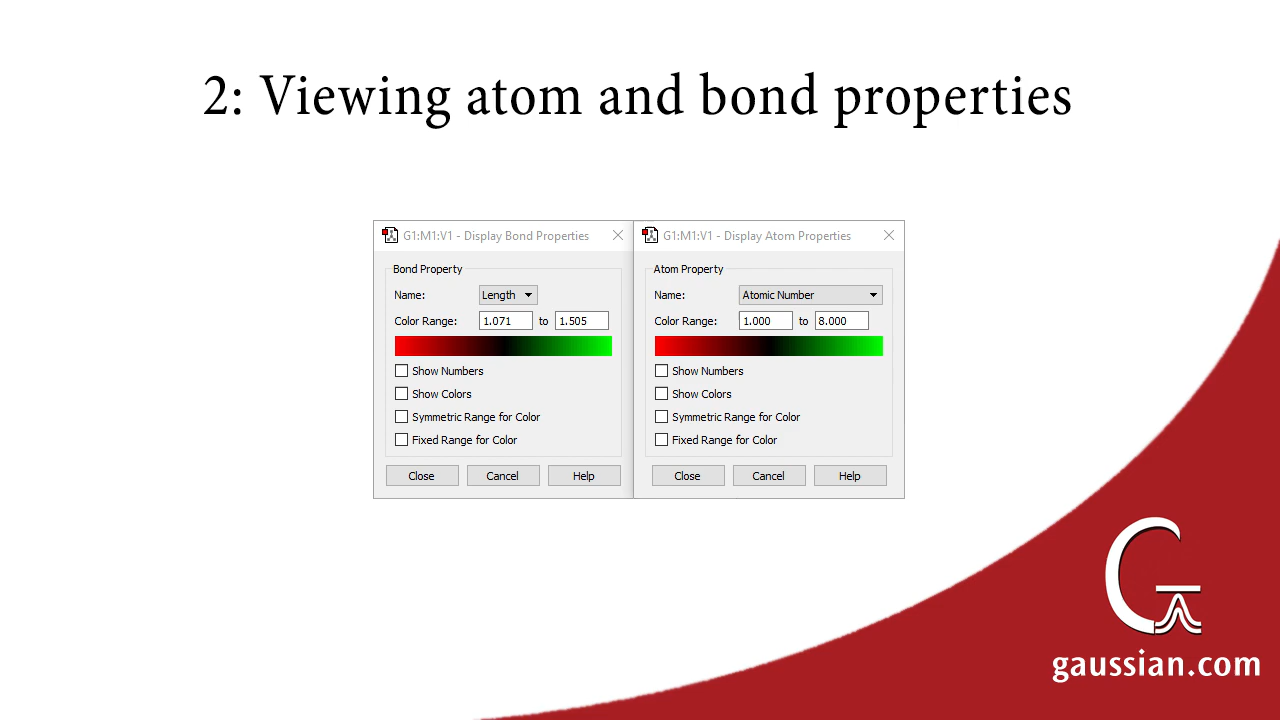 2: Viewing atom and bond properties
G1:M1:V1 - Display Bond Properties
Bond Property
Name: Length
Color Range: 1.071 to 1.505
Show Numbers
Show Colors
Symmetric Range for Color
Fixed Range for Color
Close Cancel Help
G1:M1:V1 - Display Atom Properties
Atom Property
Name: Atomic Number
Color Range: 1.000 to 8.000
Show Numbers
Show Colors
Symmetric Range for Color
Fixed Range for Color
Close Cancel Help
G
gaussian.com